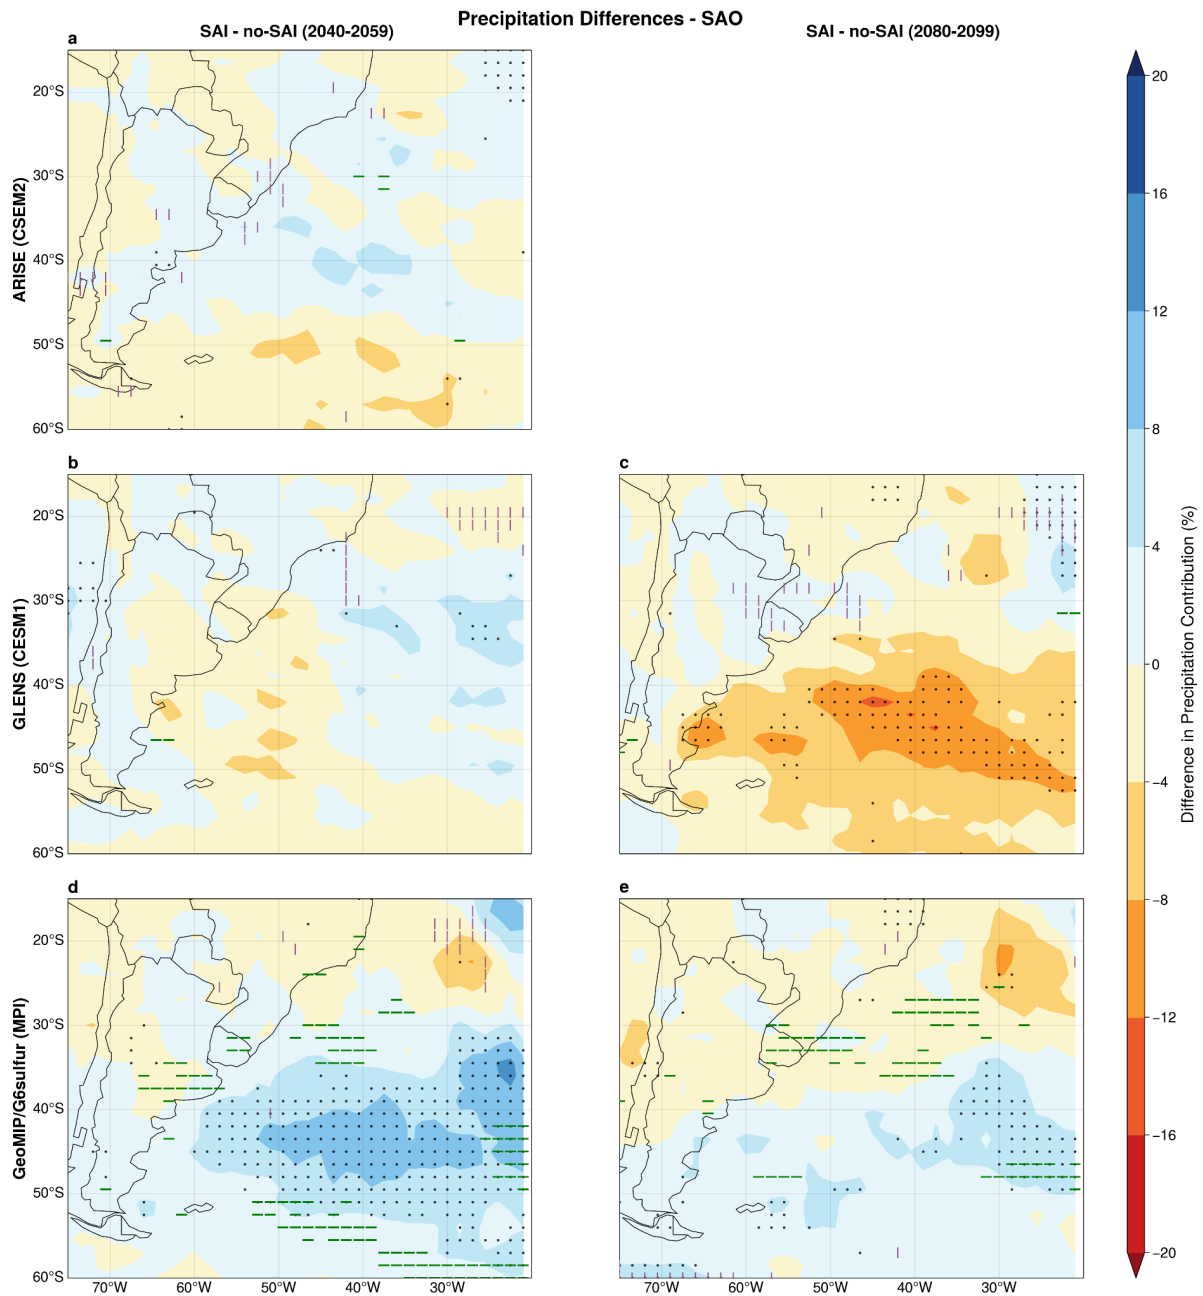 Precipitation Differences - SAO
SAI - no-SAI (2040-2059)
SAI - no-SAI (2080-2099)
a
20°S
30°S
40°S
50°S
60°S
ARISE (CSEM2)
b
20°S
30°S
40°S
50°S
60°S
GLENS (CESM1)
c
d
20°S
30°S
40°S
50°S
60°S
GeoMIP/G6sulfur (MPI)
70°W
60°W
50°W
40°W
30°W
e
70°W
60°W
50°W
40°W
30°W
20
16
12
8
4
0
−4
−8
−12
−16
−20
Difference in Precipitation Contribution (%)